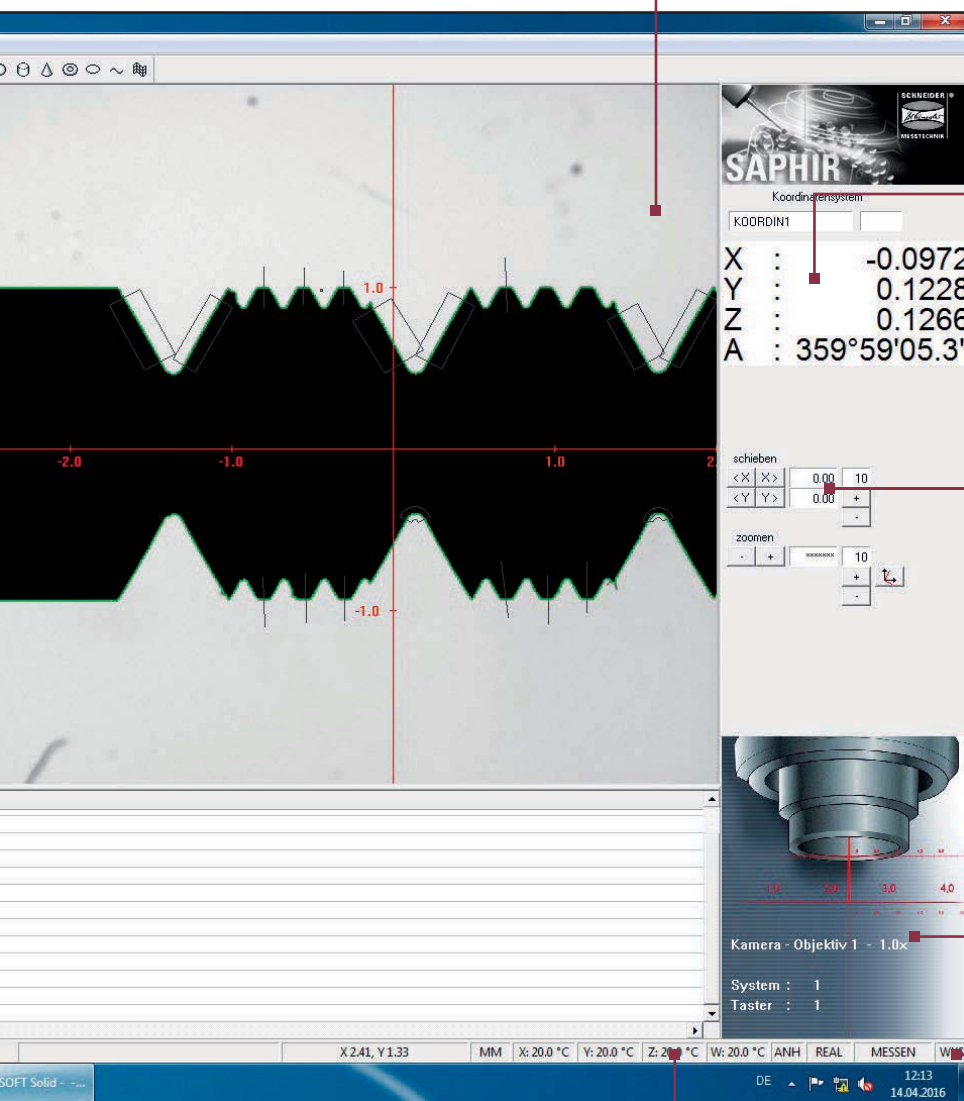 SCHNEIDER
MESSTECHNIK
SAPHIR
Koordinatensystem
KOORDIN1
X : -0.0972
Y : 0.1228
Z : 0.1266
A : 359°59'05.3'
1.0
-2.0 -1.0 1.0 2.
-1.0
schieben
<X X> 0.00 10
<Y Y> 0.00 +
-
zoomen
- + ******* 10
+
-
3,0 4,0
Kamera - Objektiv 1 - 1.0x
System : 1
Taster : 1
X 2.41, Y 1.33 MM X: 20.0 °C Y: 20.0 °C Z: 20.0 °C W: 20.0 °C ANH REAL MESSEN
SOFT Solid - -... DE 12:13
14.04.2016